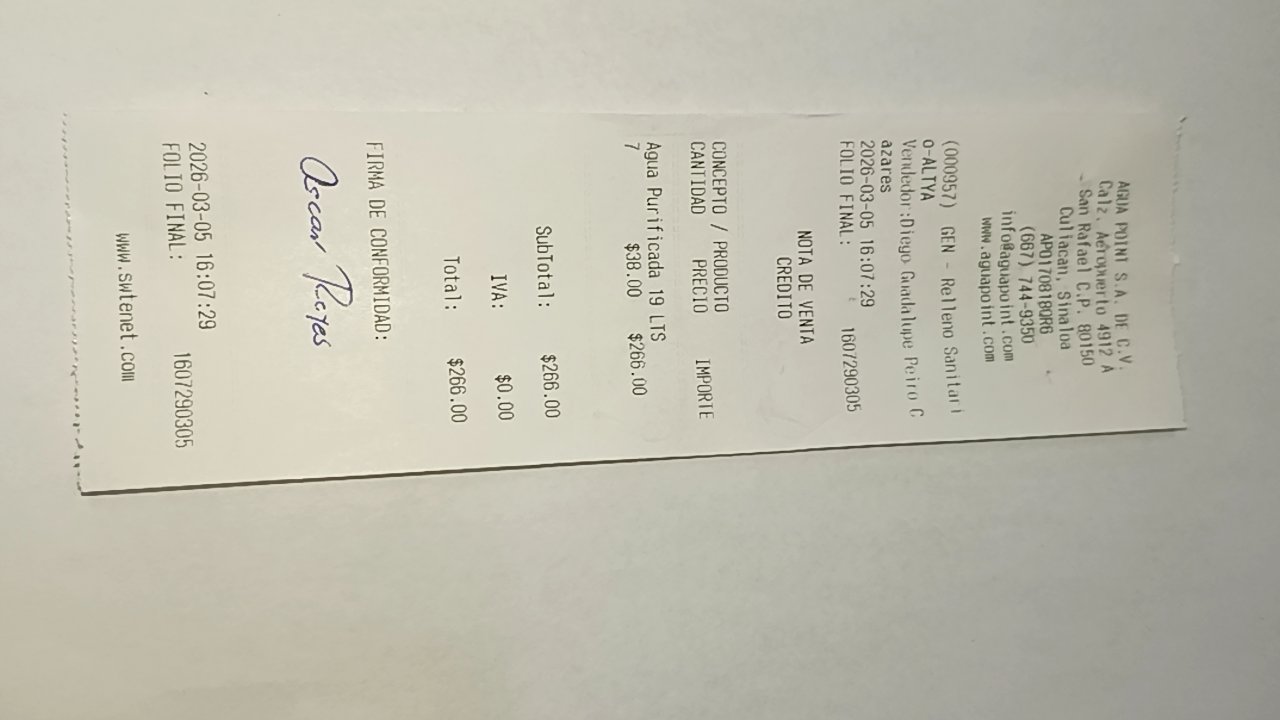 AGUA POINT S.A. DE C.V.
Calz. Aeropuerto 4912 A
San Rafael C.P. 80150
Culiacan, Sinaloa
APO170818QR6
(667) 744-9350
info@aguapoint.com
www.aguapoint.com
(000957) GEN - Relleno Sanitari
o-ALTYA
Vendedor:Diego Guadalupe Peiro C
azares
2026-03-05 16:07:29
FOLIO FINAL: 1607290305
NOTA DE VENTA
CREDITO
CONCEPTO / PRODUCTO
CANTIDAD PRECIO IMPORTE
Agua Purificada 19 LTS
7 $38.00 $266.00
SubTotal: $266.00
IVA: $0.00
Total: $266.00
FIRMA DE CONFORMIDAD:
Oscar
2026-03-05 16:07:29
FOLIO FINAL: 1607290305
www.swtenet.com